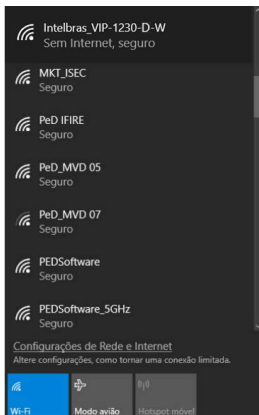 Intelbras_VIP-1230-D-W
Sem Internet, seguro
MKT_ISEC
Seguro
PeD IFIRE
Seguro
PeD_MVD 05
Seguro
PeD_MVD 07
Seguro
PEDSoftware
Seguro
PEDSoftware_5GHz
Seguro
Configurações de Rede e Internet
Altere configurações, como tornar uma conexão limitada.
Wi-Fi
Modo avião
Hotspot móvel